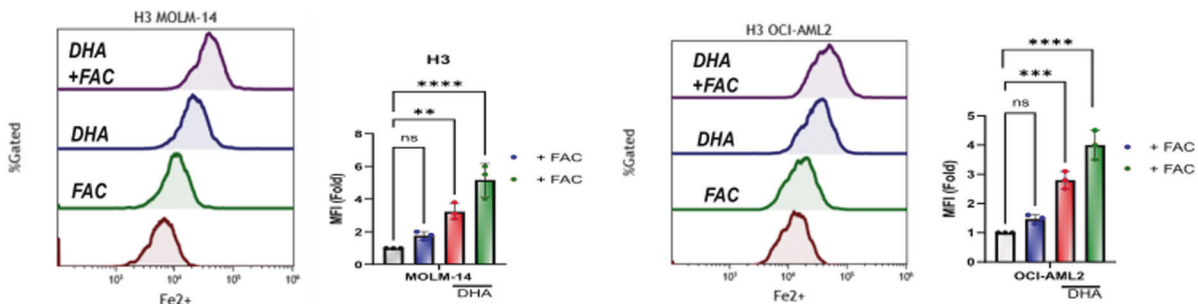 H3 MOLM-14
DHA
+FAC
DHA
FAC
%Gated
10³ 10⁴ 10⁵ 10⁶
Fe2+
H3
****
**
ns
8
6
4
2
0
MFI (Fold)
+ FAC
+ FAC
MOLM-14
DHA
H3 OCI-AML2
DHA
+FAC
DHA
FAC
%Gated
10³ 10⁴ 10⁵ 10⁶
Fe2+
****
***
ns
5
4
3
2
1
0
MFI (Fold)
+ FAC
+ FAC
OCI-AML2
DHA